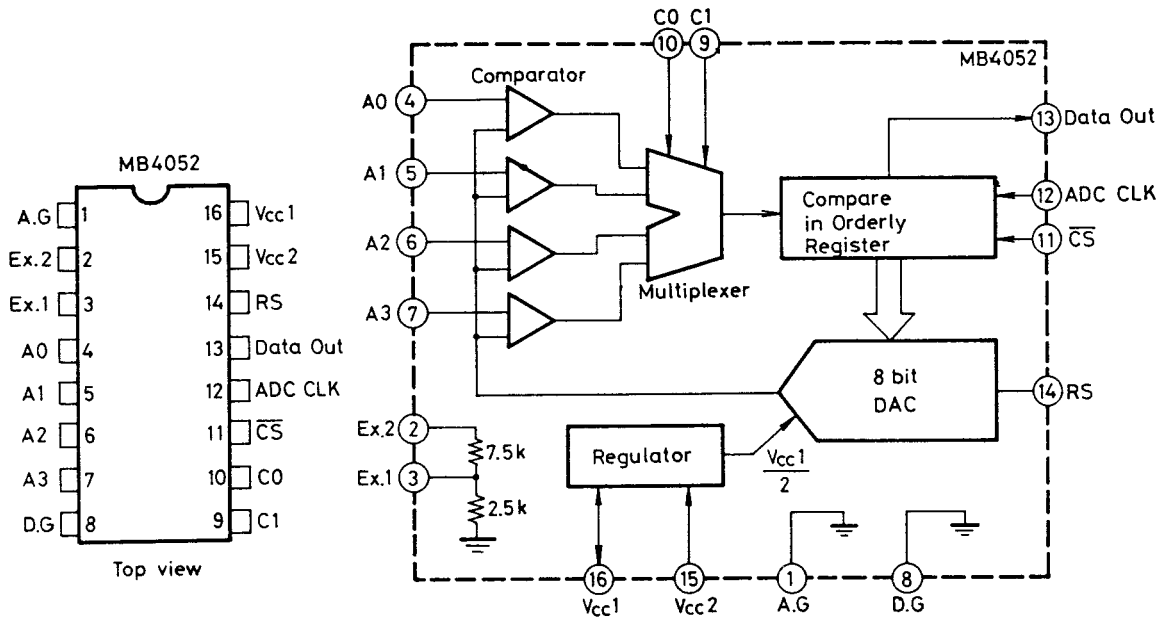 MB4052
A.G 1
Ex.2 2
Ex.1 3
A0 4
A1 5
A2 6
A3 7
D.G 8
16 Vcc1
15 Vcc2
14 RS
13 Data Out
12 ADC CLK
11 CS
10 C0
9 C1
Top view
C0 C1
10 9
MB4052
Comparator
A0 4
A1 5
A2 6
A3 7
Multiplexer
Compare
in Orderly
Register
13 Data Out
12 ADC CLK
11 CS
8 bit
DAC
14 RS
Ex.2 2
7.5k
Ex.1 3
2.5k
Regulator
Vcc1
2
16
Vcc1
15
Vcc2
1
A.G
8
D.G